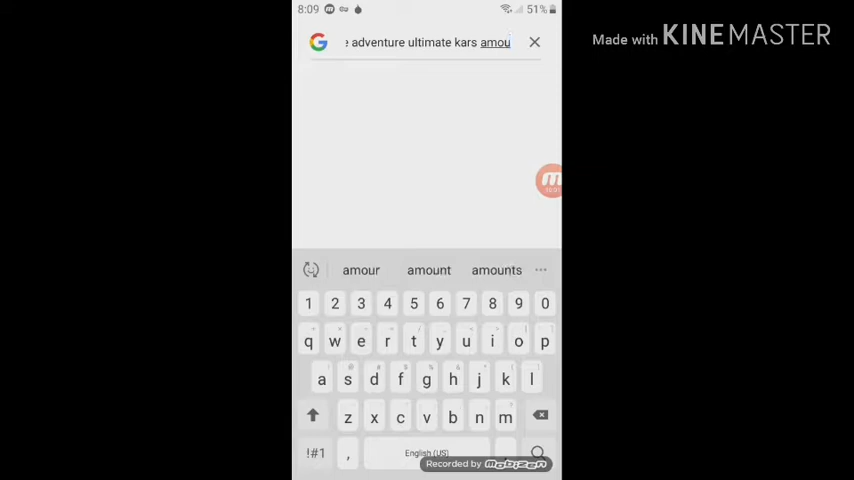 8:09
51%
Made with KINEMASTER
G
e adventure ultimate kars amou
amour amount amounts
1 2 3 4 5 6 7 8 9 0
q w e r t y u i o p
a s d f g h j k l
z x c v b n m
!#1 , English (US)
Recorded by mobizen